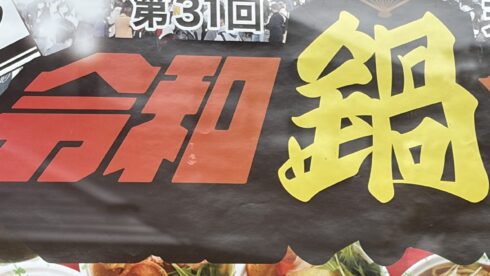 第31回
令和 鍋